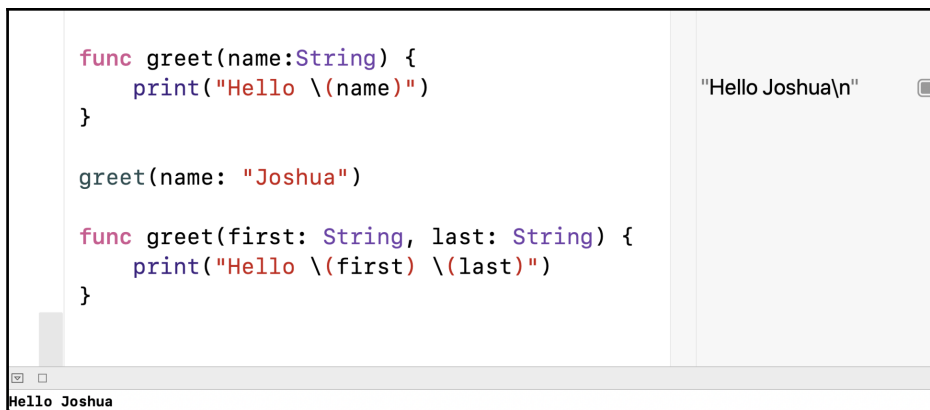 func greet(name:String) {
    print("Hello \(name)")
}
"Hello Joshua\n"
greet(name: "Joshua")
func greet(first: String, last: String) {
    print("Hello \(first) \(last)")
}
Hello Joshua